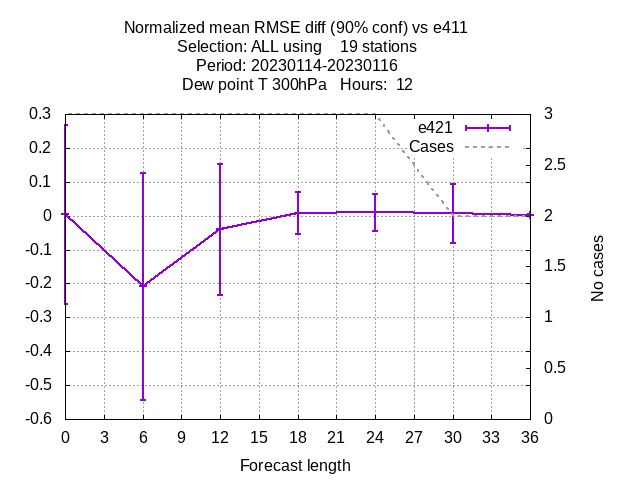 Normalized mean RMSE diff (90% conf) vs e411
Selection: ALL using    19 stations
Period: 20230114-20230116
Dew point T 300hPa   Hours:  12
0.3
0.2
0.1
0
-0.1
-0.2
-0.3
-0.4
-0.5
-0.6
e421
Cases
3
2.5
2
1.5
1
0.5
0
No cases
0 3 6 9 12 15 18 21 24 27 30 33 36
Forecast length